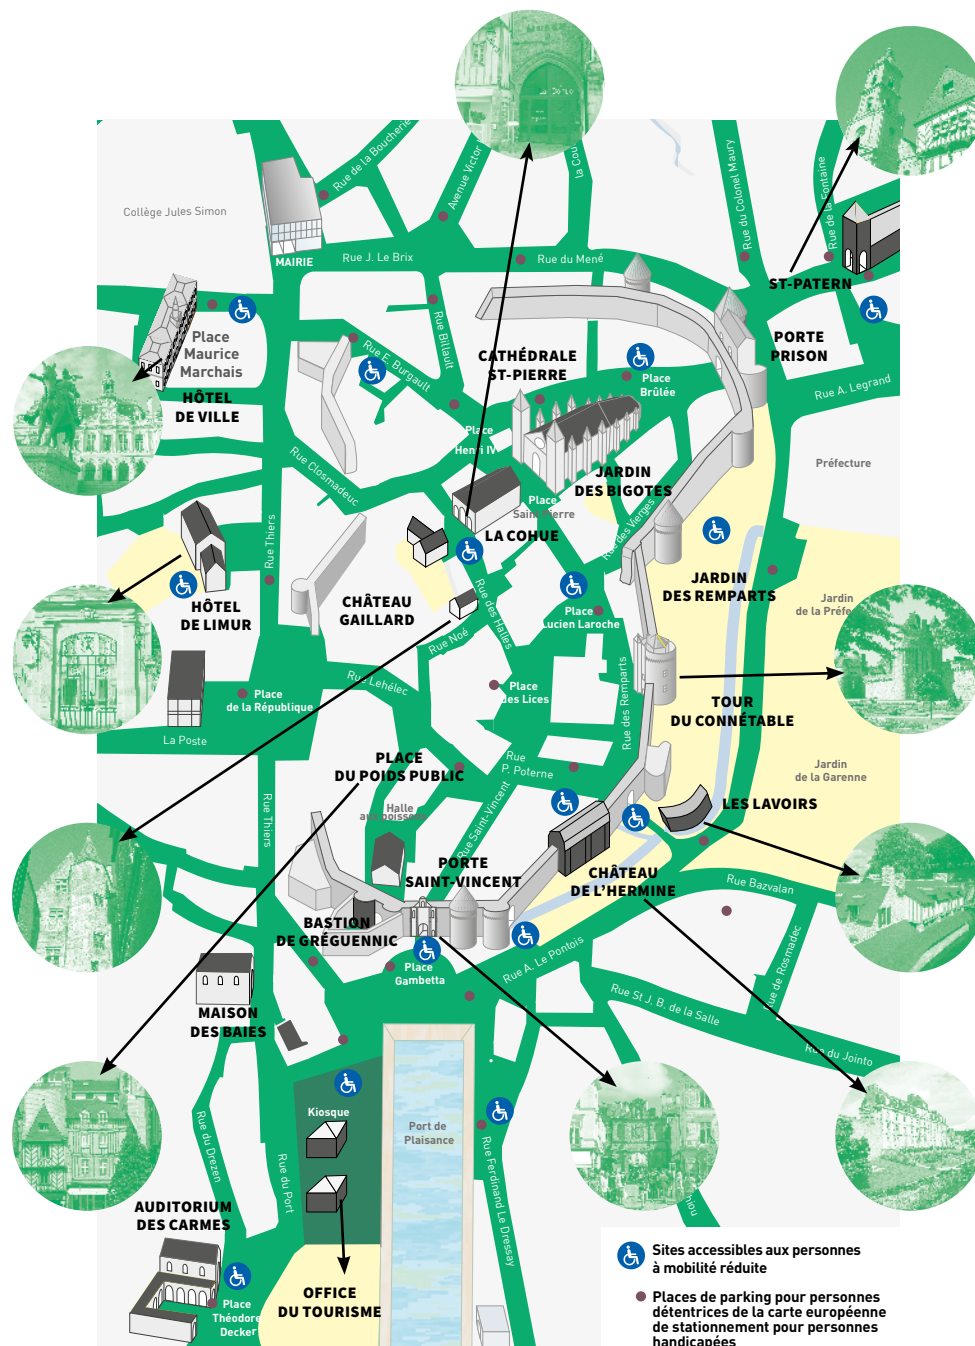 Rue de la Boucherie
Avenue Victor
la Cou
Rue du Colonel Maury
Rue de la Fontaine
Collège Jules Simon
MAIRIE
Rue J. Le Brix
Rue du Mené
ST-PATERN
Place
Maurice
Marchais
Rue Billault
Rue E. Burgault
CATHÉDRALE
ST-PIERRE
Place
Brûlée
PORTE
PRISON
Rue A. Legrand
HÔTEL
DE VILLE
Place
Henri IV
Rue Closmadeuc
JARDIN
DES BIGOTES
Préfecture
Place
Saint Pierre
LA COHUE
Rue des Vierges
Rue Thiers
HÔTEL
DE LIMUR
CHÂTEAU
GAILLARD
Rue des Halles
Rue Noé
Place
Lucien Laroche
JARDIN
DES REMPARTS
Jardin
de la Préfe
Rue Lehélec
Place
de la République
Place
des Lices
Rue des Remparts
TOUR
DU CONNÉTABLE
La Poste
PLACE
DU POIDS PUBLIC
Rue
P. Poterne
Jardin
de la Garenne
Rue Thiers
Halle
aux poissons
Rue Saint-Vincent
LES LAVOIRS
PORTE
SAINT-VINCENT
CHÂTEAU
DE L'HERMINE
Rue Bazvalan
BASTION
DE GRÉGUENNIC
Place
Gambetta
Rue A. Le Pontois
Rue de Rosmadec
Rue St J. B. de la Salle
Rue du Jointo
MAISON
DES BAIES
Kiosque
Port de
Plaisance
Rue du Drezen
Rue du Port
Rue Ferdinand Le Dressay
hiou
AUDITORIUM
DES CARMES
Place
Théodore
Decker
OFFICE
DU TOURISME
Sites accessibles aux personnes
à mobilité réduite
Places de parking pour personnes
détentrices de la carte européenne
de stationnement pour personnes
handicapées